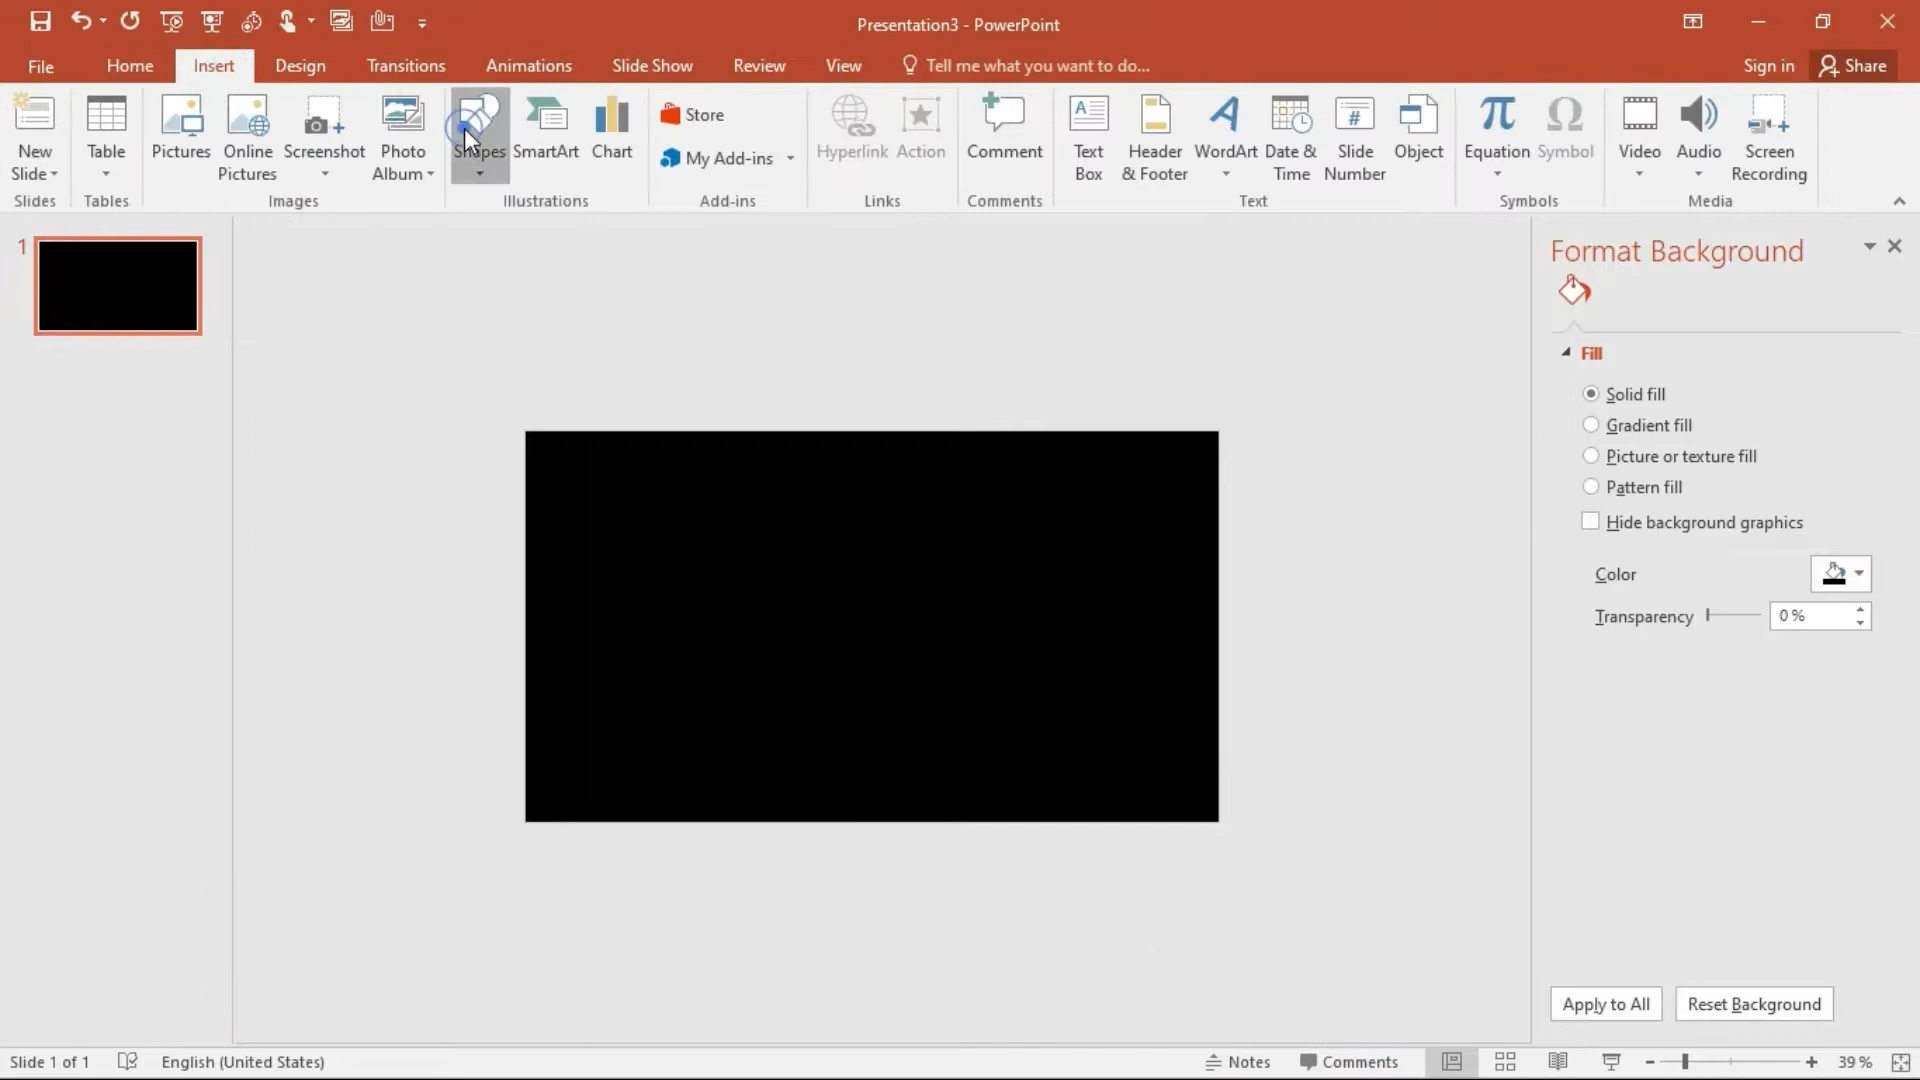 Presentation3 - PowerPoint
File Home Insert Design Transitions Animations Slide Show Review View Tell me what you want to do... Sign in Share
New Slide
Slides
Table
Tables
Pictures
Online Pictures
Screenshot
Photo Album
Images
Shapes
SmartArt
Chart
Illustrations
Store
My Add-ins
Add-ins
Hyperlink
Action
Links
Comment
Comments
Text Box
Header & Footer
WordArt
Date & Time
Slide Number
Object
Text
Equation
Symbol
Symbols
Video
Audio
Screen Recording
Media
1
Format Background
Fill
Solid fill
Gradient fill
Picture or texture fill
Pattern fill
Hide background graphics
Color
Transparency 0 %
Apply to All Reset Background
Slide 1 of 1 English (United States) Notes Comments 39 %